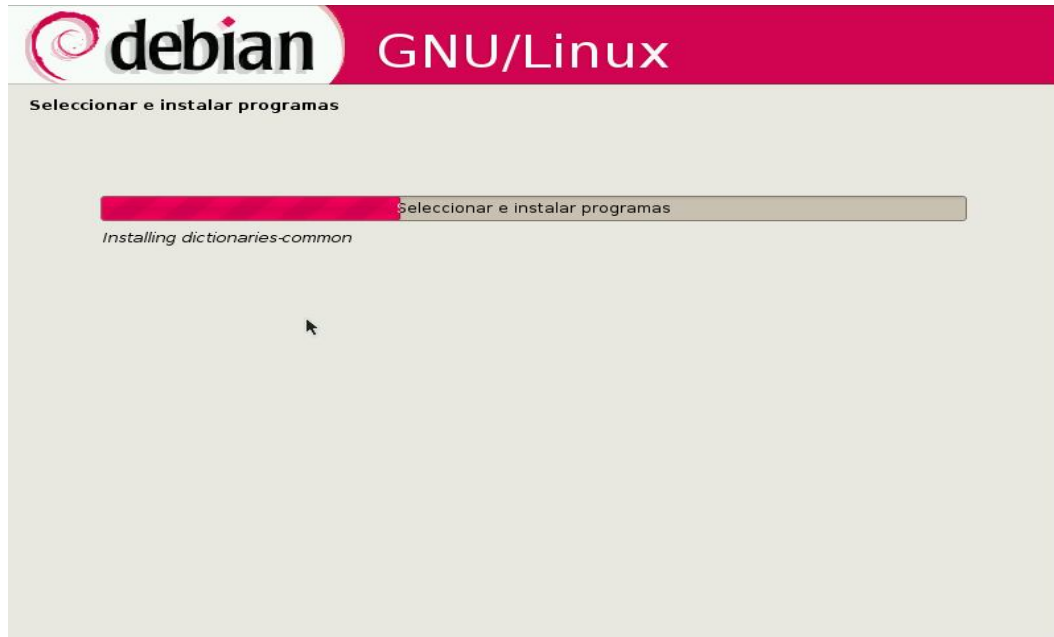 debian GNU/Linux
Seleccionar e instalar programas
Seleccionar e instalar programas
Installing dictionaries-common